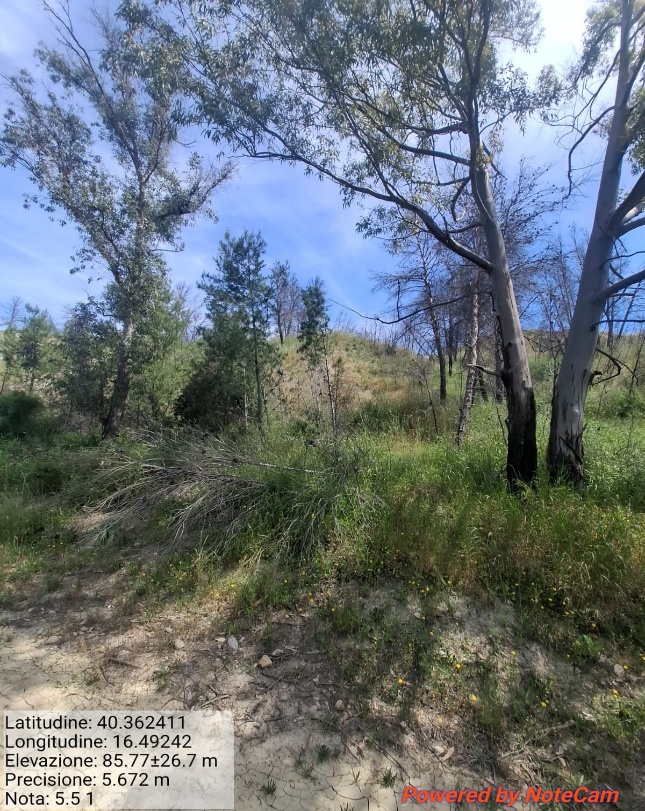 Latitudine: 40.362411
Longitudine: 16.49242
Elevazione: 85.77±26.7 m
Precisione: 5.672 m
Nota: 5.5 1
Powered by NoteCam